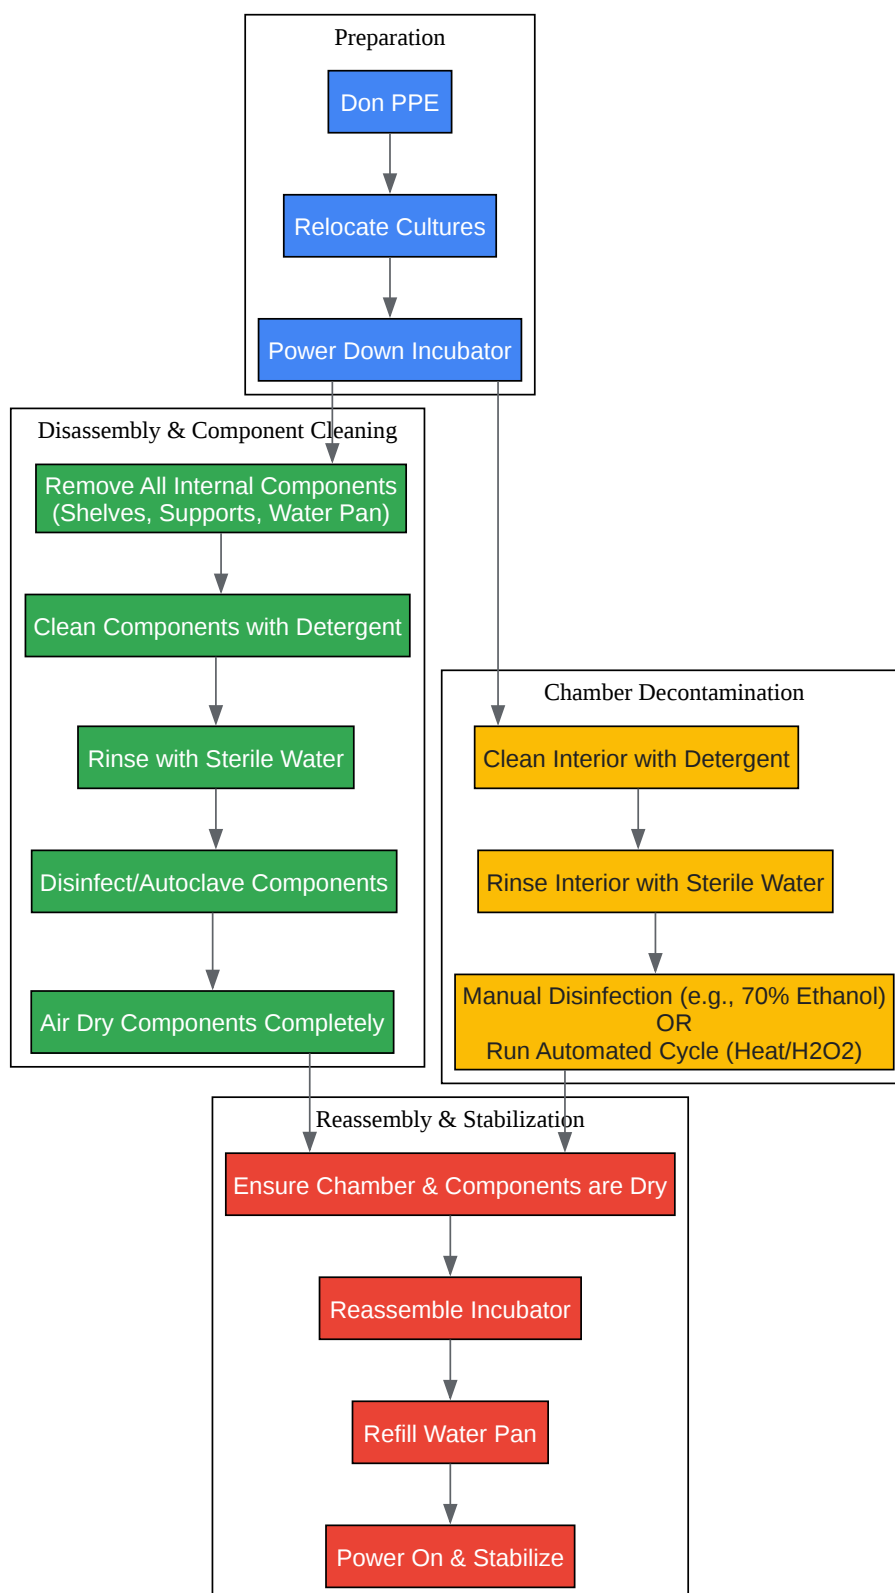 Preparation
Don PPE
Relocate Cultures
Power Down Incubator
Disassembly & Component Cleaning
Remove All Internal Components
(Shelves, Supports, Water Pan)
Clean Components with Detergent
Rinse with Sterile Water
Disinfect/Autoclave Components
Air Dry Components Completely
Chamber Decontamination
Clean Interior with Detergent
Rinse Interior with Sterile Water
Manual Disinfection (e.g., 70% Ethanol)
OR
Run Automated Cycle (Heat/H2O2)
Reassembly & Stabilization
Ensure Chamber & Components are Dry
Reassemble Incubator
Refill Water Pan
Power On & Stabilize